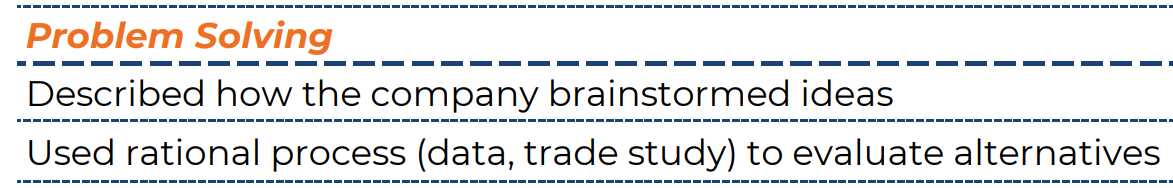 Problem Solving
Described how the company brainstormed ideas
Used rational process (data, trade study) to evaluate alternatives